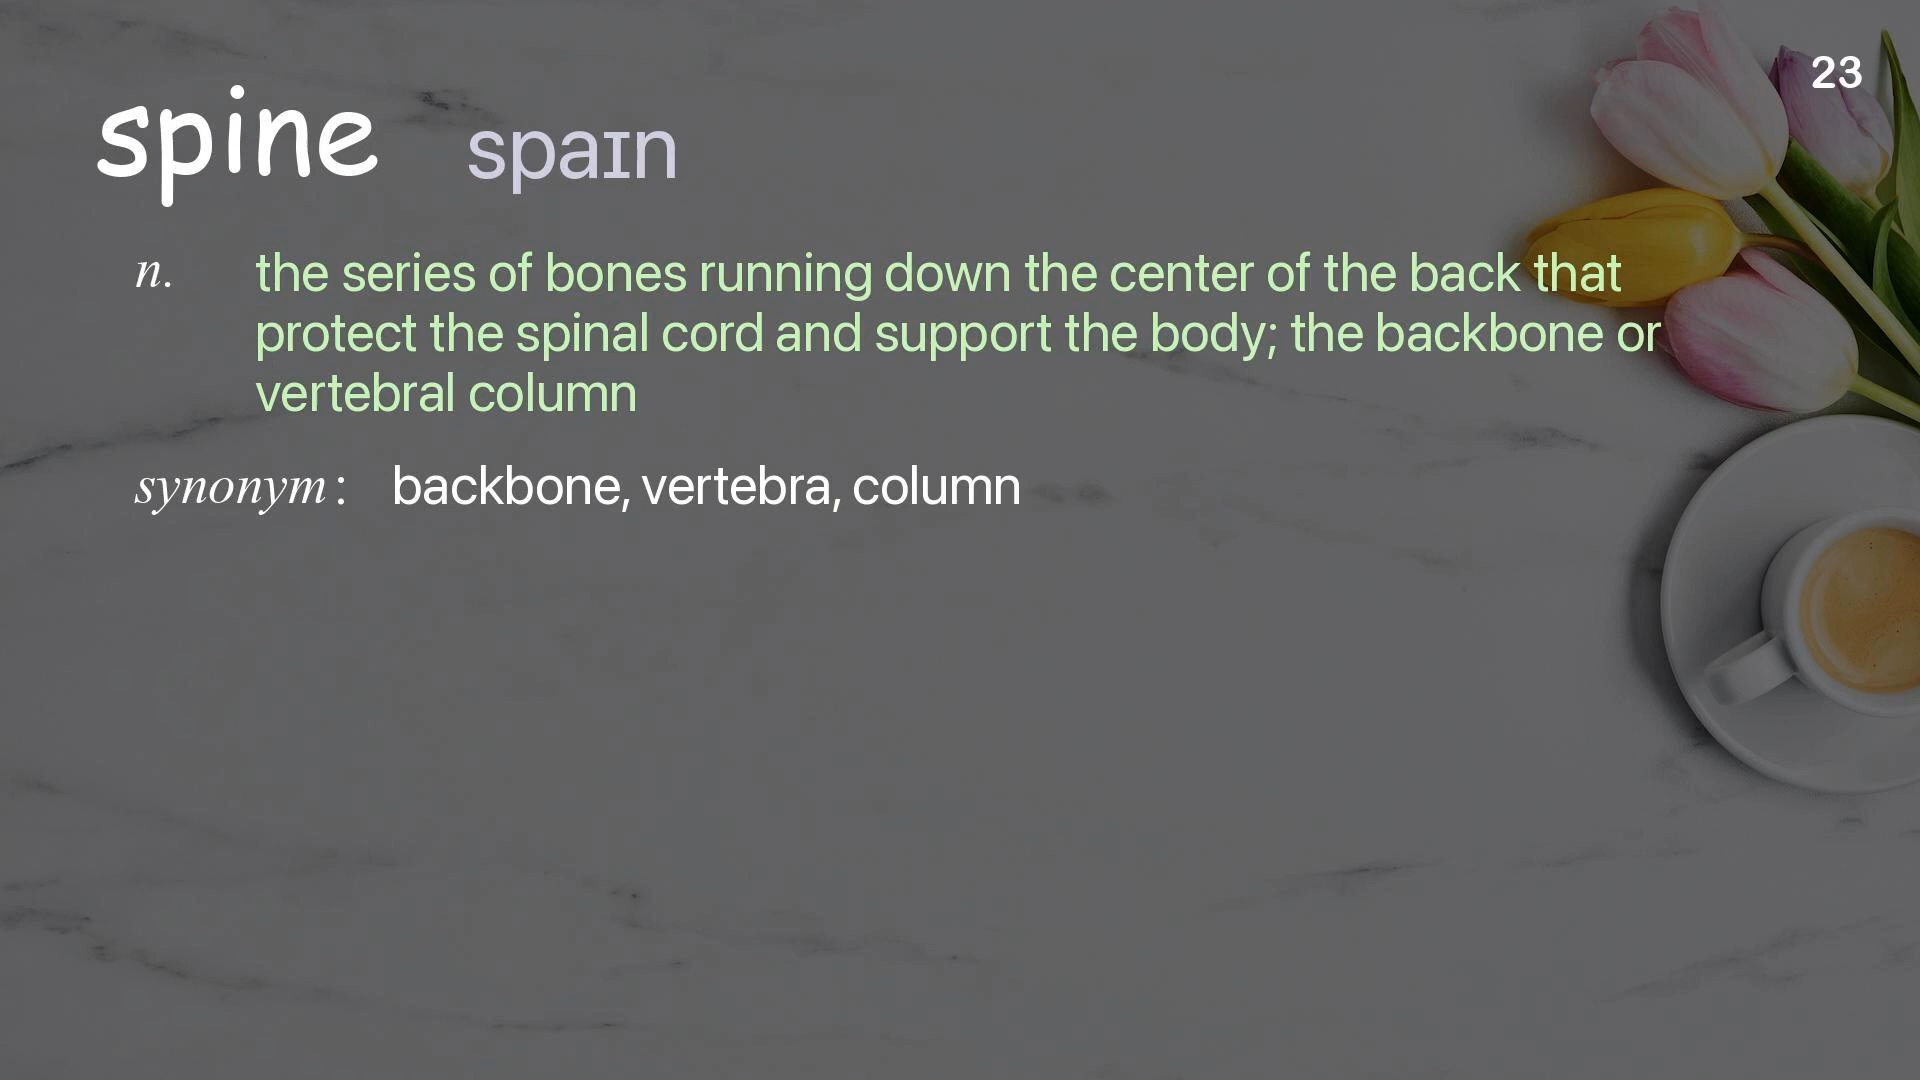 23
spine spaɪn
n. the series of bones running down the center of the back that
protect the spinal cord and support the body; the backbone or
vertebral column
synonym: backbone, vertebra, column